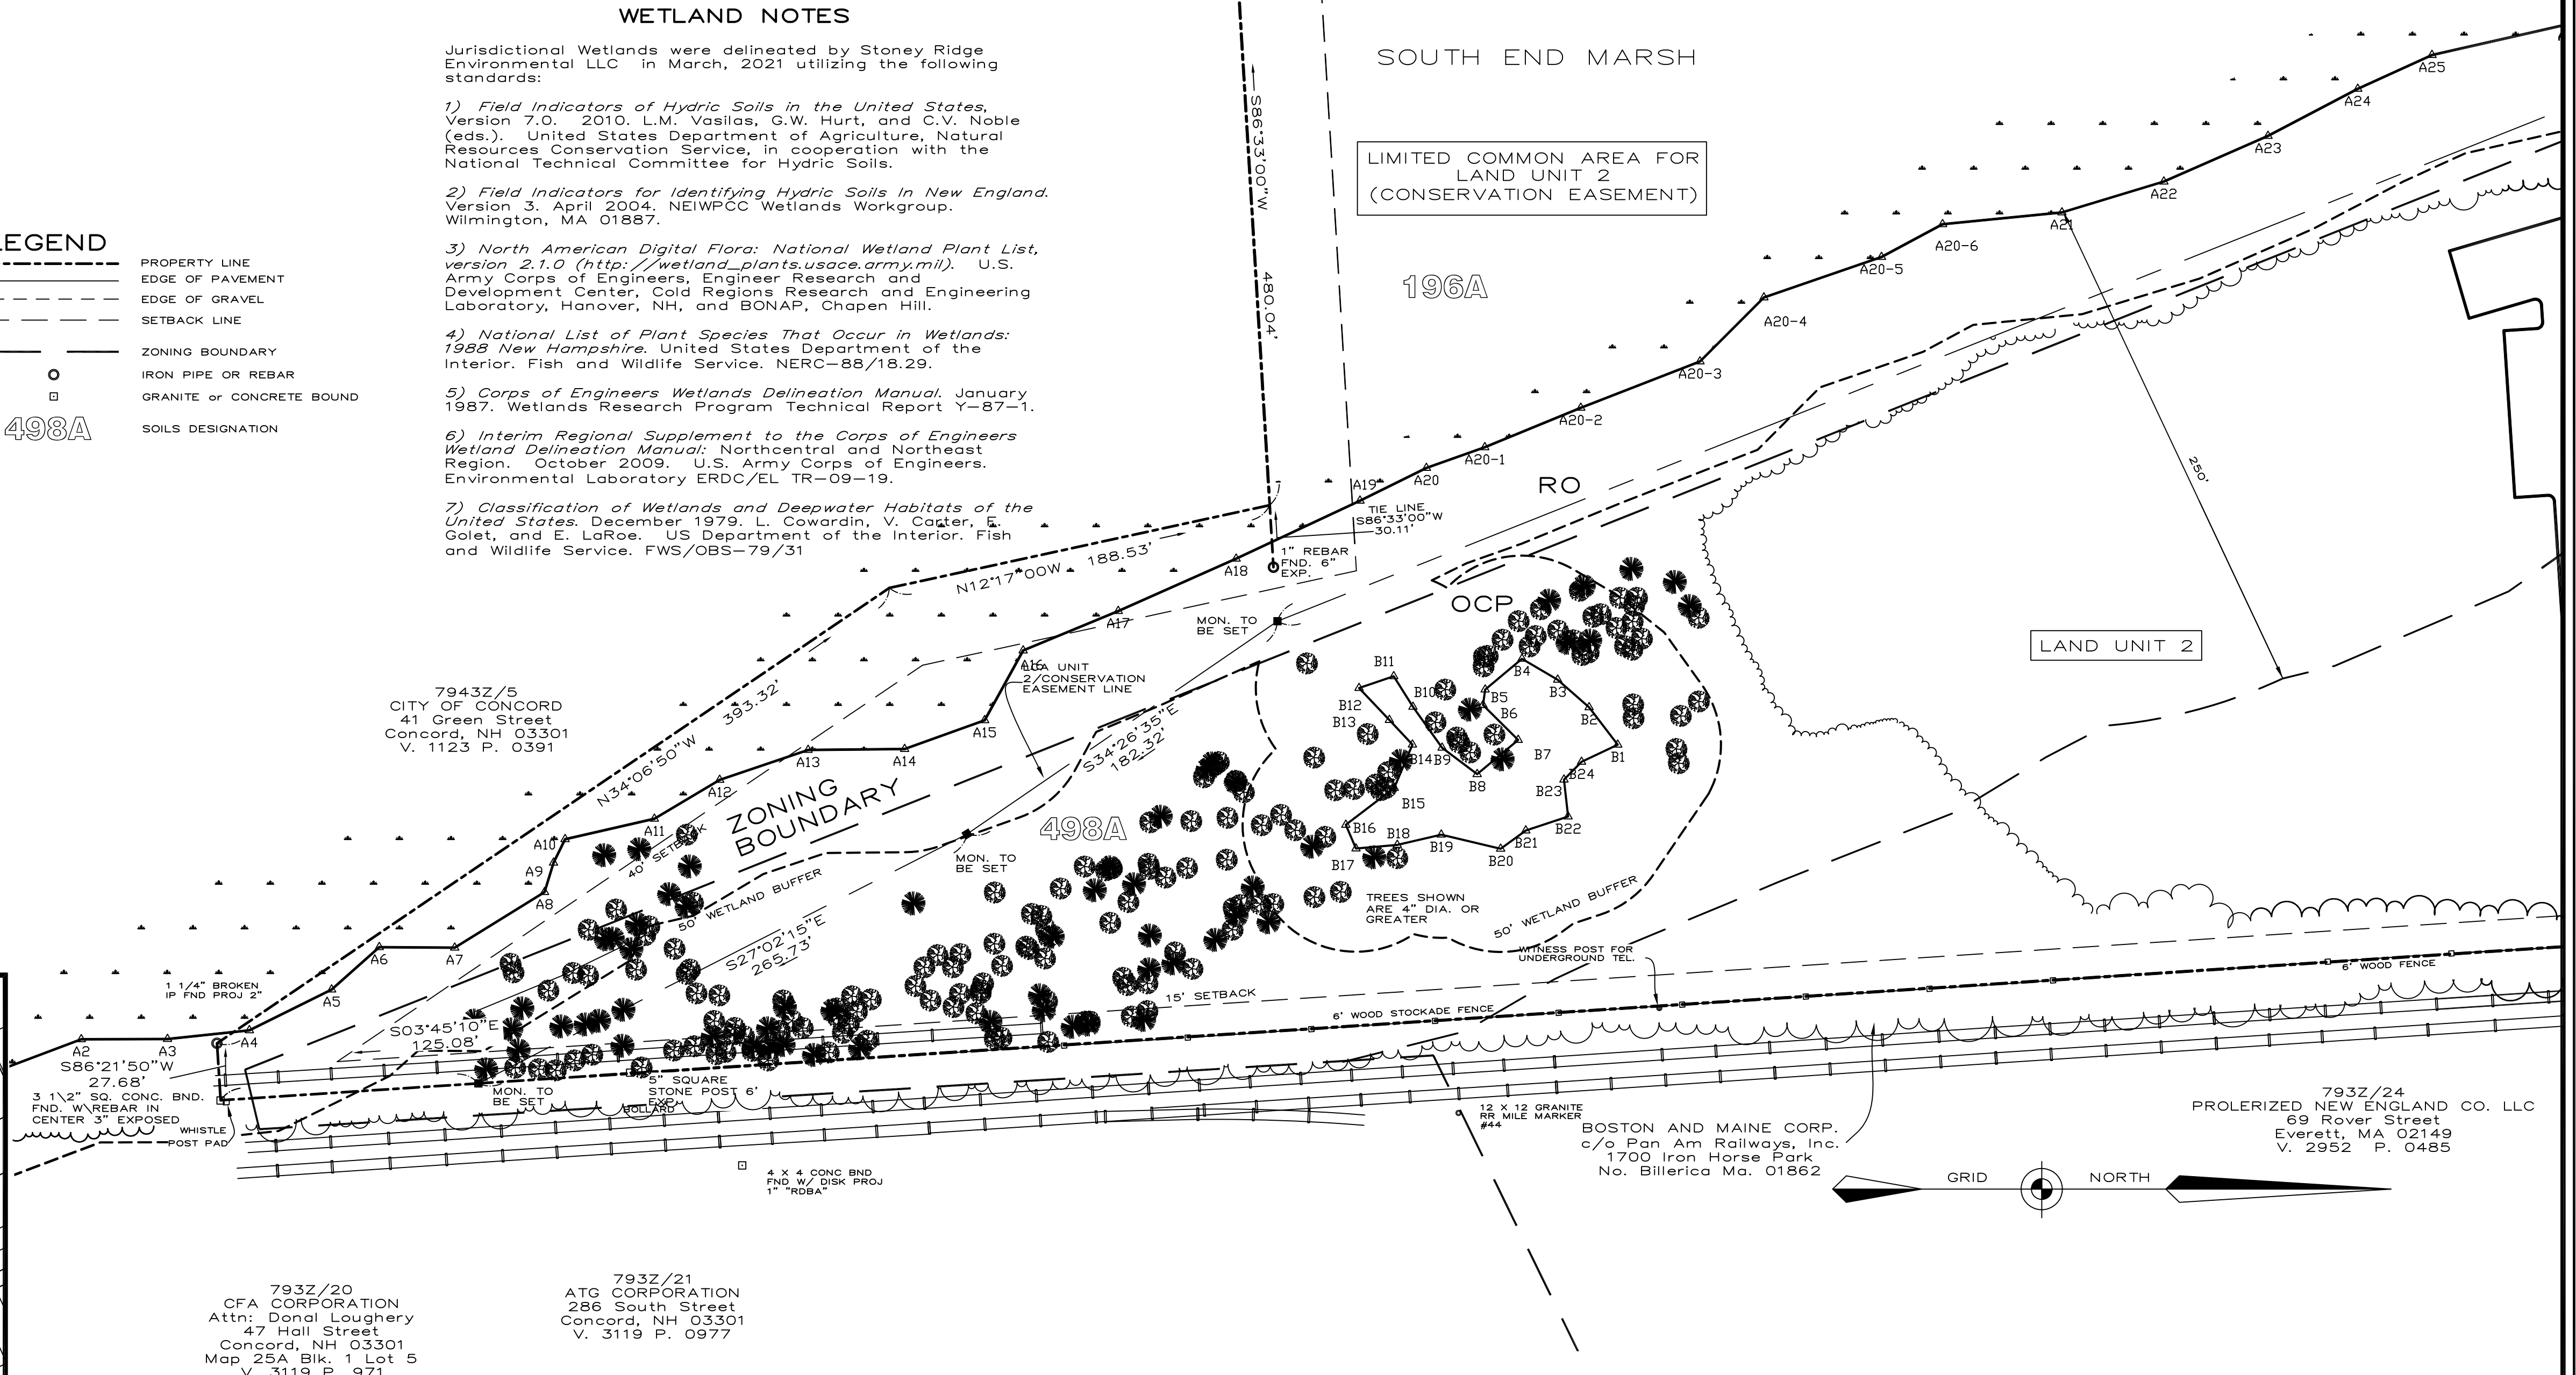 WETLAND NOTES
Jurisdictional Wetlands were delineated by Stoney Ridge
Environmental LLC in March, 2021 utilizing the following
standards:
1) Field Indicators of Hydric Soils in the United States,
Version 7.0. 2010. L.M. Vasilas, G.W. Hurt, and C.V. Noble
(eds.). United States Department of Agriculture, Natural
Resources Conservation Service, in cooperation with the
National Technical Committee for Hydric Soils.
2) Field Indicators for Identifying Hydric Soils In New England.
Version 3. April 2004. NEIWPCC Wetlands Workgroup.
Wilmington, MA 01887.
3) North American Digital Flora: National Wetland Plant List,
version 2.1.0 (http://wetland_plants.usace.army.mil). U.S.
Army Corps of Engineers, Engineer Research and
Development Center, Cold Regions Research and Engineering
Laboratory, Hanover, NH, and BONAP, Chapen Hill.
4) National List of Plant Species That Occur in Wetlands:
1988 New Hampshire. United States Department of the
Interior. Fish and Wildlife Service. NERC-88/18.29.
5) Corps of Engineers Wetlands Delineation Manual. January
1987. Wetlands Research Program Technical Report Y-87-1.
6) Interim Regional Supplement to the Corps of Engineers
Wetland Delineation Manual: Northcentral and Northeast
Region. October 2009. U.S. Army Corps of Engineers.
Environmental Laboratory ERDC/EL TR-09-19.
7) Classification of Wetlands and Deepwater Habitats of the
United States. December 1979. L. Cowardin, V. Carter, F.
Golet, and E. LaRoe. US Department of the Interior. Fish
and Wildlife Service. FWS/OBS-79/31
LEGEND
PROPERTY LINE
EDGE OF PAVEMENT
EDGE OF GRAVEL
SETBACK LINE
ZONING BOUNDARY
IRON PIPE OR REBAR
GRANITE or CONCRETE BOUND
498A
SOILS DESIGNATION
SOUTH END MARSH
LIMITED COMMON AREA FOR
LAND UNIT 2
(CONSERVATION EASEMENT)
196A
S86°33'00"W
480.04'
A25
A24
A23
A22
A21
A20-6
A20-5
A20-4
A20-3
A20-2
A20-1
A20
A19
TIE LINE
S86°33'00"W
30.11'
RO
250'
1" REBAR
FND. 6"
EXP.
A18
N12°17'00W
188.53'
A17
MON. TO
BE SET
OCP
LAND UNIT 2
A16
LCA UNIT
2/CONSERVATION
EASEMENT LINE
7943Z/5
CITY OF CONCORD
41 Green Street
Concord, NH 03301
V. 1123 P. 0391
N34°06'50"W
393.32'
A15
A14
A13
A12
A11
A10
A9
A8
A7
A6
A5
A4
A3
A2
40' SETBACK
ZONING
BOUNDARY
S34°26'35"E
182.32'
498A
MON. TO
BE SET
50' WETLAND BUFFER
S27°02'15"E
265.73'
B11
B10
B12
B13
B4
B3
B5
B2
B6
B7
B1
B14
B9
B8
B24
B23
B15
B16
B17
B18
B19
B20
B21
B22
TREES SHOWN
ARE 4" DIA. OR
GREATER
50' WETLAND BUFFER
WITNESS POST FOR
UNDERGROUND TEL.
6' WOOD FENCE
15' SETBACK
6' WOOD STOCKADE FENCE
1 1/4" BROKEN
IP FND PROJ 2"
S03°45'10"E
125.08'
S86°21'50"W
27.68'
3 1\2" SQ. CONC. BND.
FND. W\REBAR IN
CENTER 3" EXPOSED
WHISTLE
POST PAD
MON. TO
BE SET
5" SQUARE
STONE POST 6'
EXP.
BOLLARD
4 X 4 CONC BND
FND W/ DISK PROJ
1" "RDBA"
12 X 12 GRANITE
RR MILE MARKER
#44
BOSTON AND MAINE CORP.
c/o Pan Am Railways, Inc.
1700 Iron Horse Park
No. Billerica Ma. 01862
793Z/24
PROLERIZED NEW ENGLAND CO. LLC
69 Rover Street
Everett, MA 02149
V. 2952 P. 0485
GRID
NORTH
793Z/20
CFA CORPORATION
Attn: Donal Loughery
47 Hall Street
Concord, NH 03301
Map 25A Blk. 1 Lot 5
V. 3119 P. 971
793Z/21
ATG CORPORATION
286 South Street
Concord, NH 03301
V. 3119 P. 0977